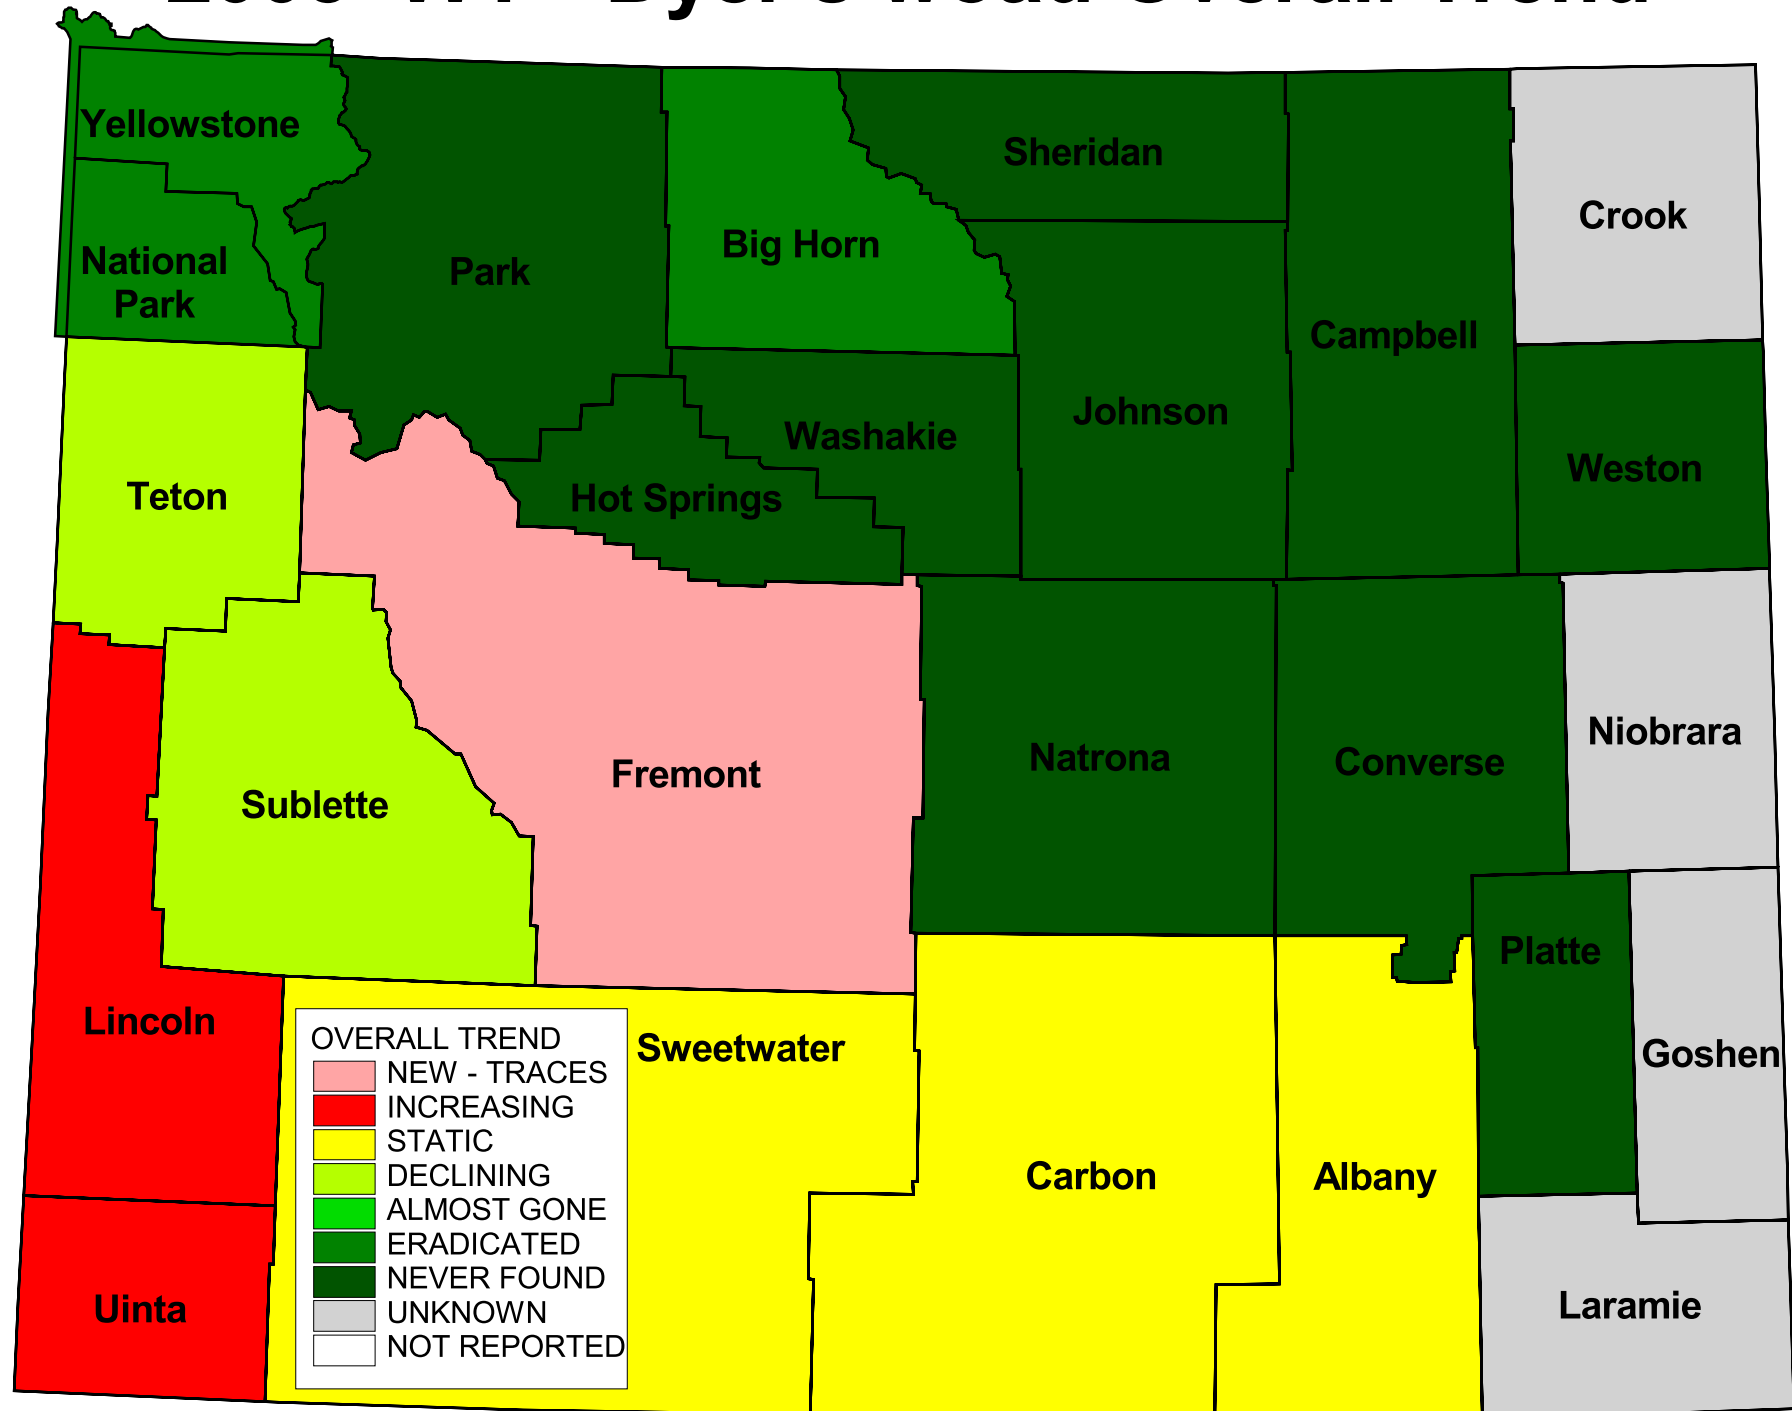 Yellowstone
Sheridan
Crook
Big Horn
National
Park
Park
Campbell
Johnson
Washakie
Weston
Teton
Hot Springs
Niobrara
Natrona
Converse
Fremont
Sublette
Platte
Lincoln
Sweetwater
Goshen
Carbon
Albany
Uinta
Laramie
OVERALL TREND
NEW - TRACES
INCREASING
STATIC
DECLINING
ALMOST GONE
ERADICATED
NEVER FOUND
UNKNOWN
NOT REPORTED